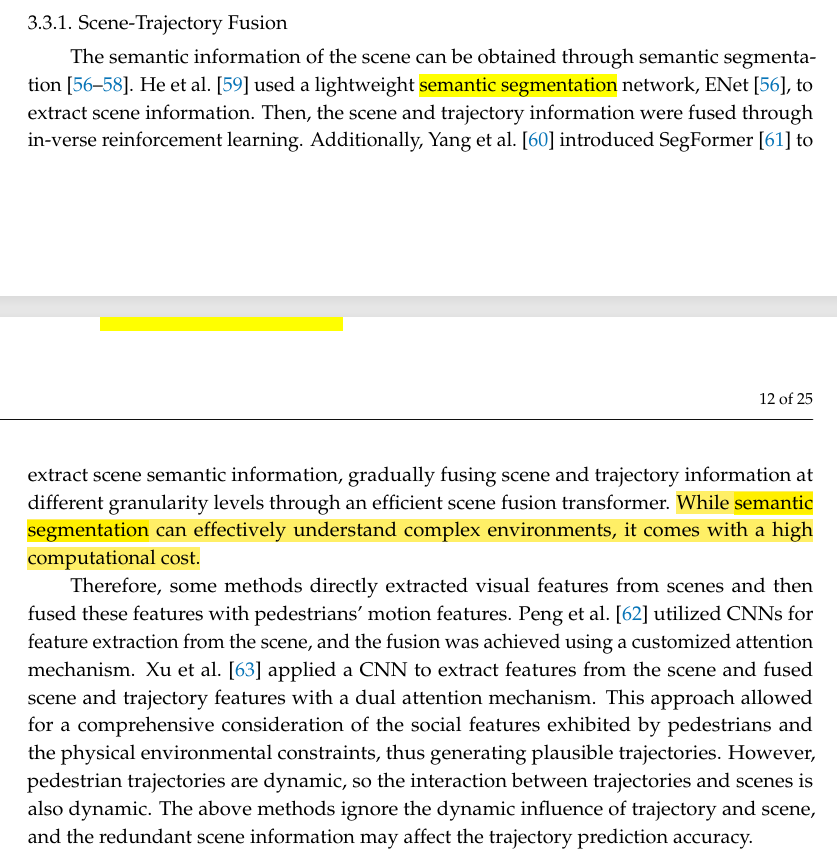 3.3.1. Scene-Trajectory Fusion
The semantic information of the scene can be obtained through semantic segmenta-
tion [56–58]. He et al. [59] used a lightweight semantic segmentation network, ENet [56], to
extract scene information. Then, the scene and trajectory information were fused through
in-verse reinforcement learning. Additionally, Yang et al. [60] introduced SegFormer [61] to
12 of 25
extract scene semantic information, gradually fusing scene and trajectory information at
different granularity levels through an efficient scene fusion transformer. While semantic
segmentation can effectively understand complex environments, it comes with a high
computational cost.
Therefore, some methods directly extracted visual features from scenes and then
fused these features with pedestrians’ motion features. Peng et al. [62] utilized CNNs for
feature extraction from the scene, and the fusion was achieved using a customized attention
mechanism. Xu et al. [63] applied a CNN to extract features from the scene and fused
scene and trajectory features with a dual attention mechanism. This approach allowed
for a comprehensive consideration of the social features exhibited by pedestrians and
the physical environmental constraints, thus generating plausible trajectories. However,
pedestrian trajectories are dynamic, so the interaction between trajectories and scenes is
also dynamic. The above methods ignore the dynamic influence of trajectory and scene,
and the redundant scene information may affect the trajectory prediction accuracy.